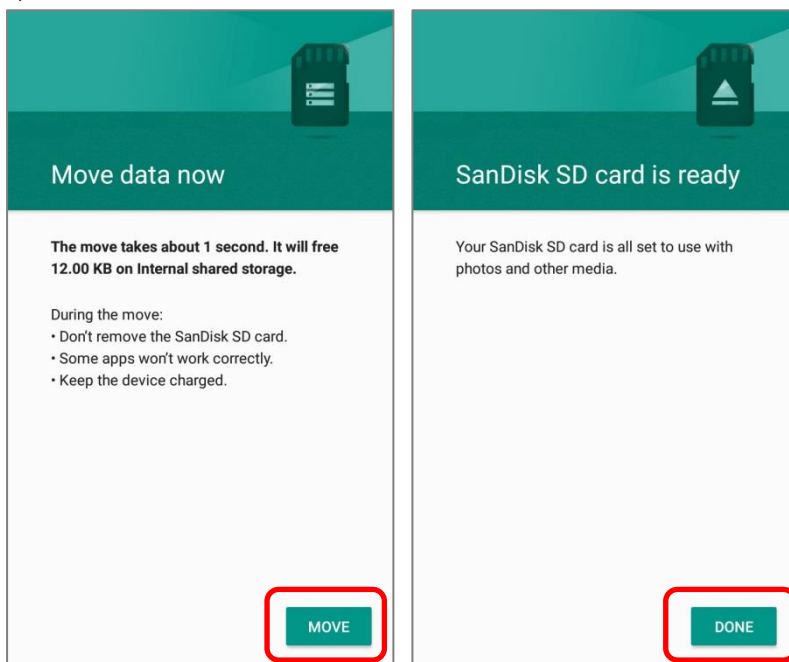 Move data now
The move takes about 1 second. It will free
12.00 KB on Internal shared storage.
During the move:
• Don't remove the SanDisk SD card.
• Some apps won't work correctly.
• Keep the device charged.
MOVE
SanDisk SD card is ready
Your SanDisk SD card is all set to use with
photos and other media.
DONE